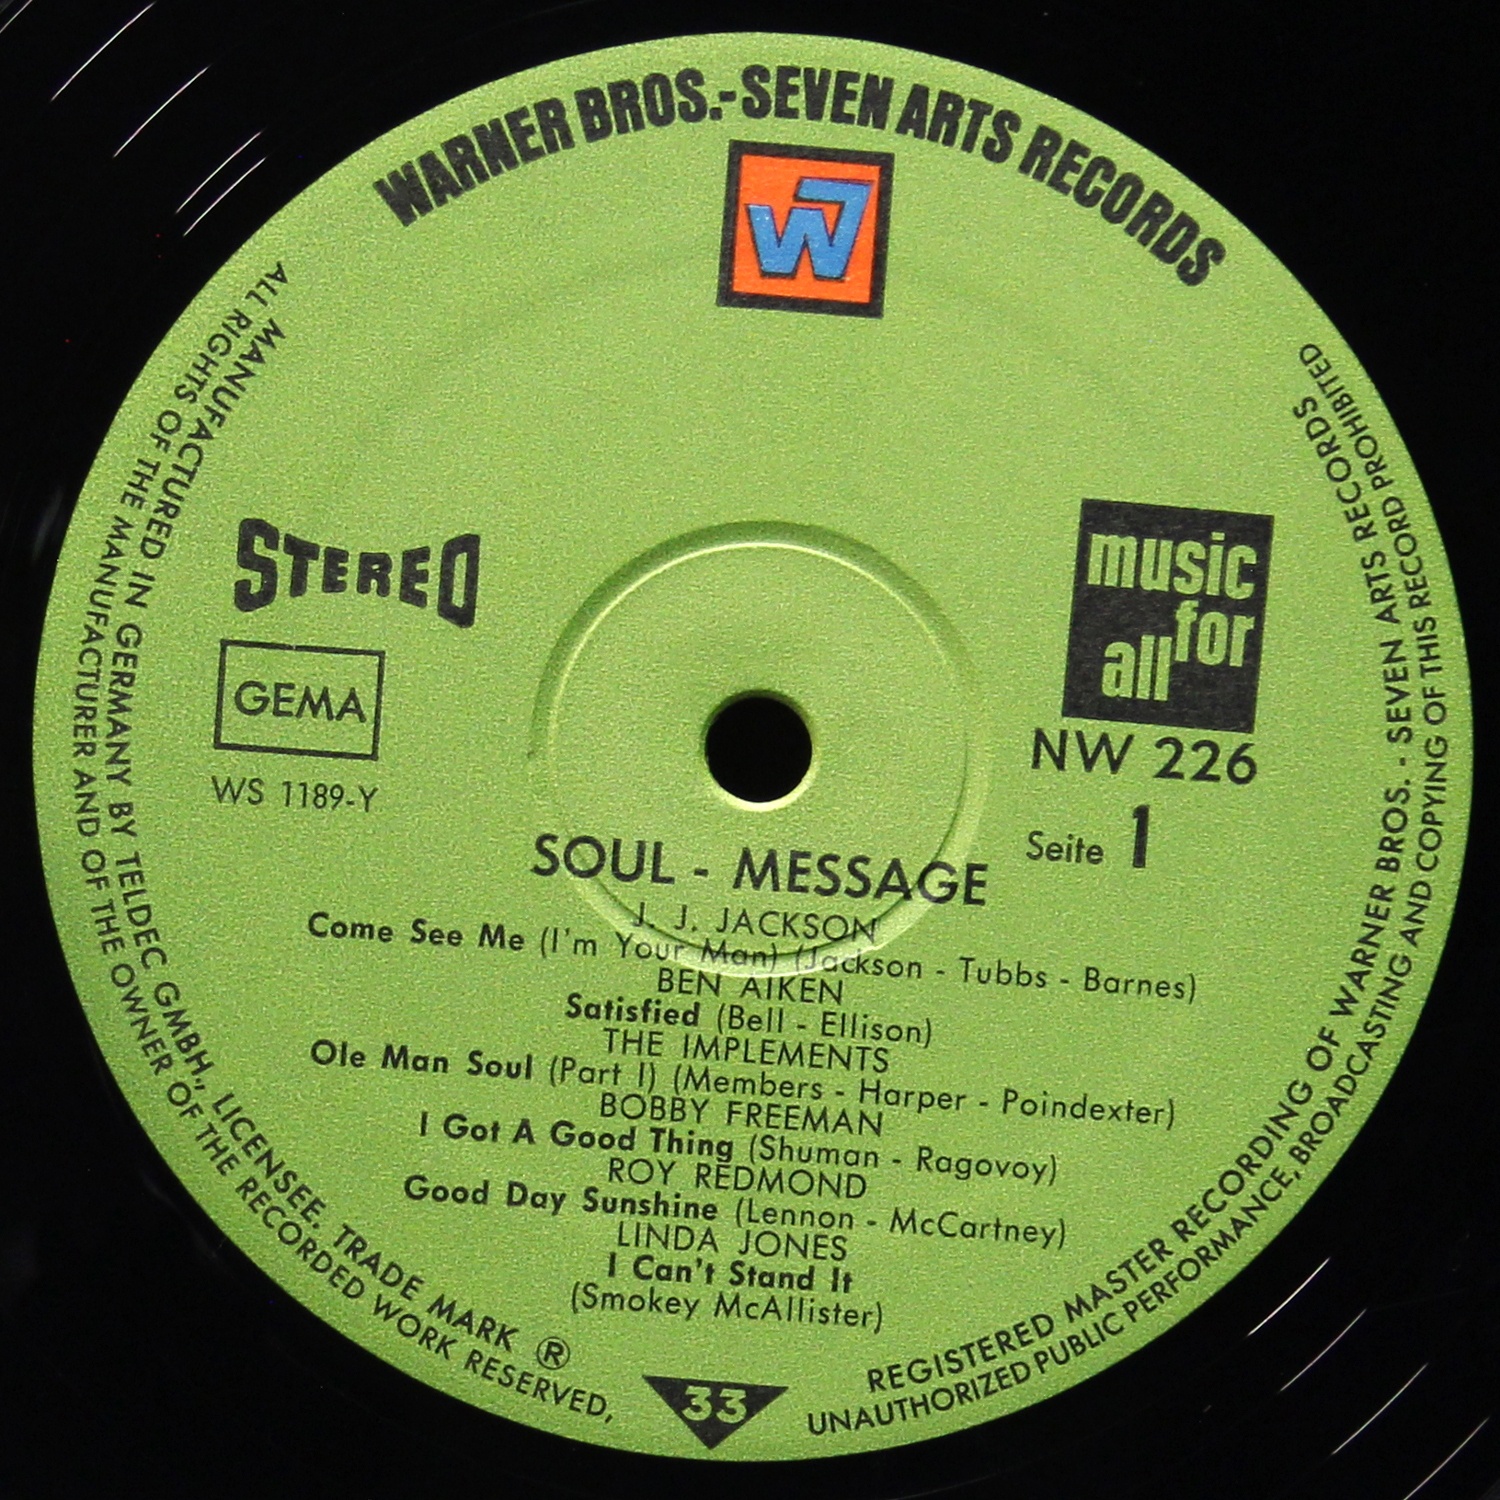 WARNER BROS.-SEVEN ARTS RECORDS
W7
STEREO
GEMA
WS 1189-Y
music
for
all
NW 226
Seite 1
SOUL - MESSAGE
J. J. JACKSON
Come See Me (I'm Your Man) (Jackson - Tubbs - Barnes)
BEN AIKEN
Satisfied (Bell - Ellison)
THE IMPLEMENTS
Ole Man Soul (Part I) (Members - Harper - Poindexter)
BOBBY FREEMAN
I Got A Good Thing (Shuman - Ragovoy)
ROY REDMOND
Good Day Sunshine (Lennon - McCartney)
LINDA JONES
I Can't Stand It
(Smokey McAllister)
33
MANUFACTURED IN GERMANY BY TELDEC GMBH., LICENSEE. TRADE MARK ®
REGISTERED MASTER RECORDING OF WARNER BROS. - SEVEN ARTS RECORDS
ALL RIGHTS OF THE MANUFACTURER AND OF THE OWNER OF THE RECORDED WORK RESERVED,
UNAUTHORIZED PUBLIC PERFORMANCE, BROADCASTING AND COPYING OF THIS RECORD PROHIBITED